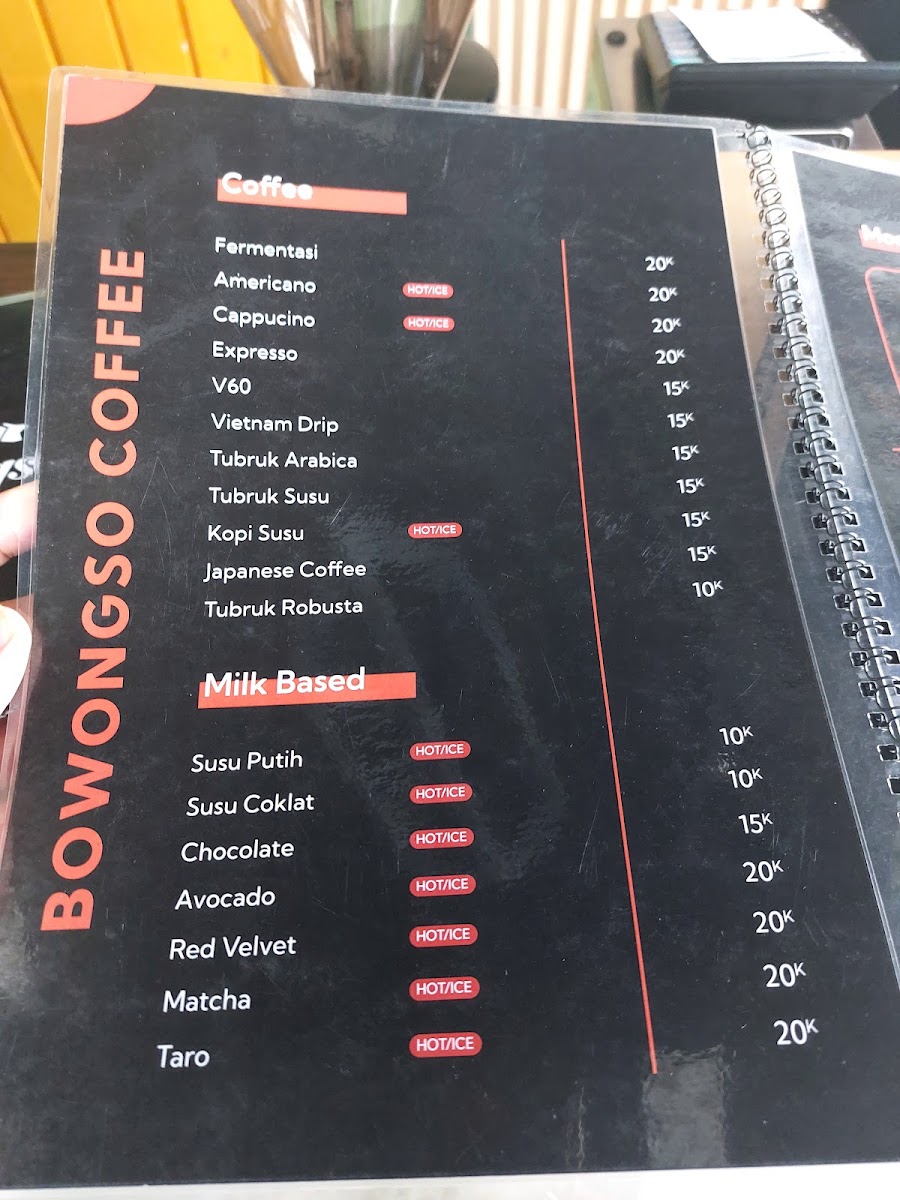 BOWONGSO COFFEE
Coffee
Fermentasi 20K
Americano HOT/ICE 20K
Cappucino HOT/ICE 20K
Expresso 20K
V60 15K
Vietnam Drip 15K
Tubruk Arabica 15K
Tubruk Susu 15K
Kopi Susu HOT/ICE 15K
Japanese Coffee 15K
Tubruk Robusta 10K
Milk Based
Susu Putih HOT/ICE 10K
Susu Coklat HOT/ICE 10K
Chocolate HOT/ICE 15K
Avocado HOT/ICE 20K
Red Velvet HOT/ICE 20K
Matcha HOT/ICE 20K
Taro HOT/ICE 20K